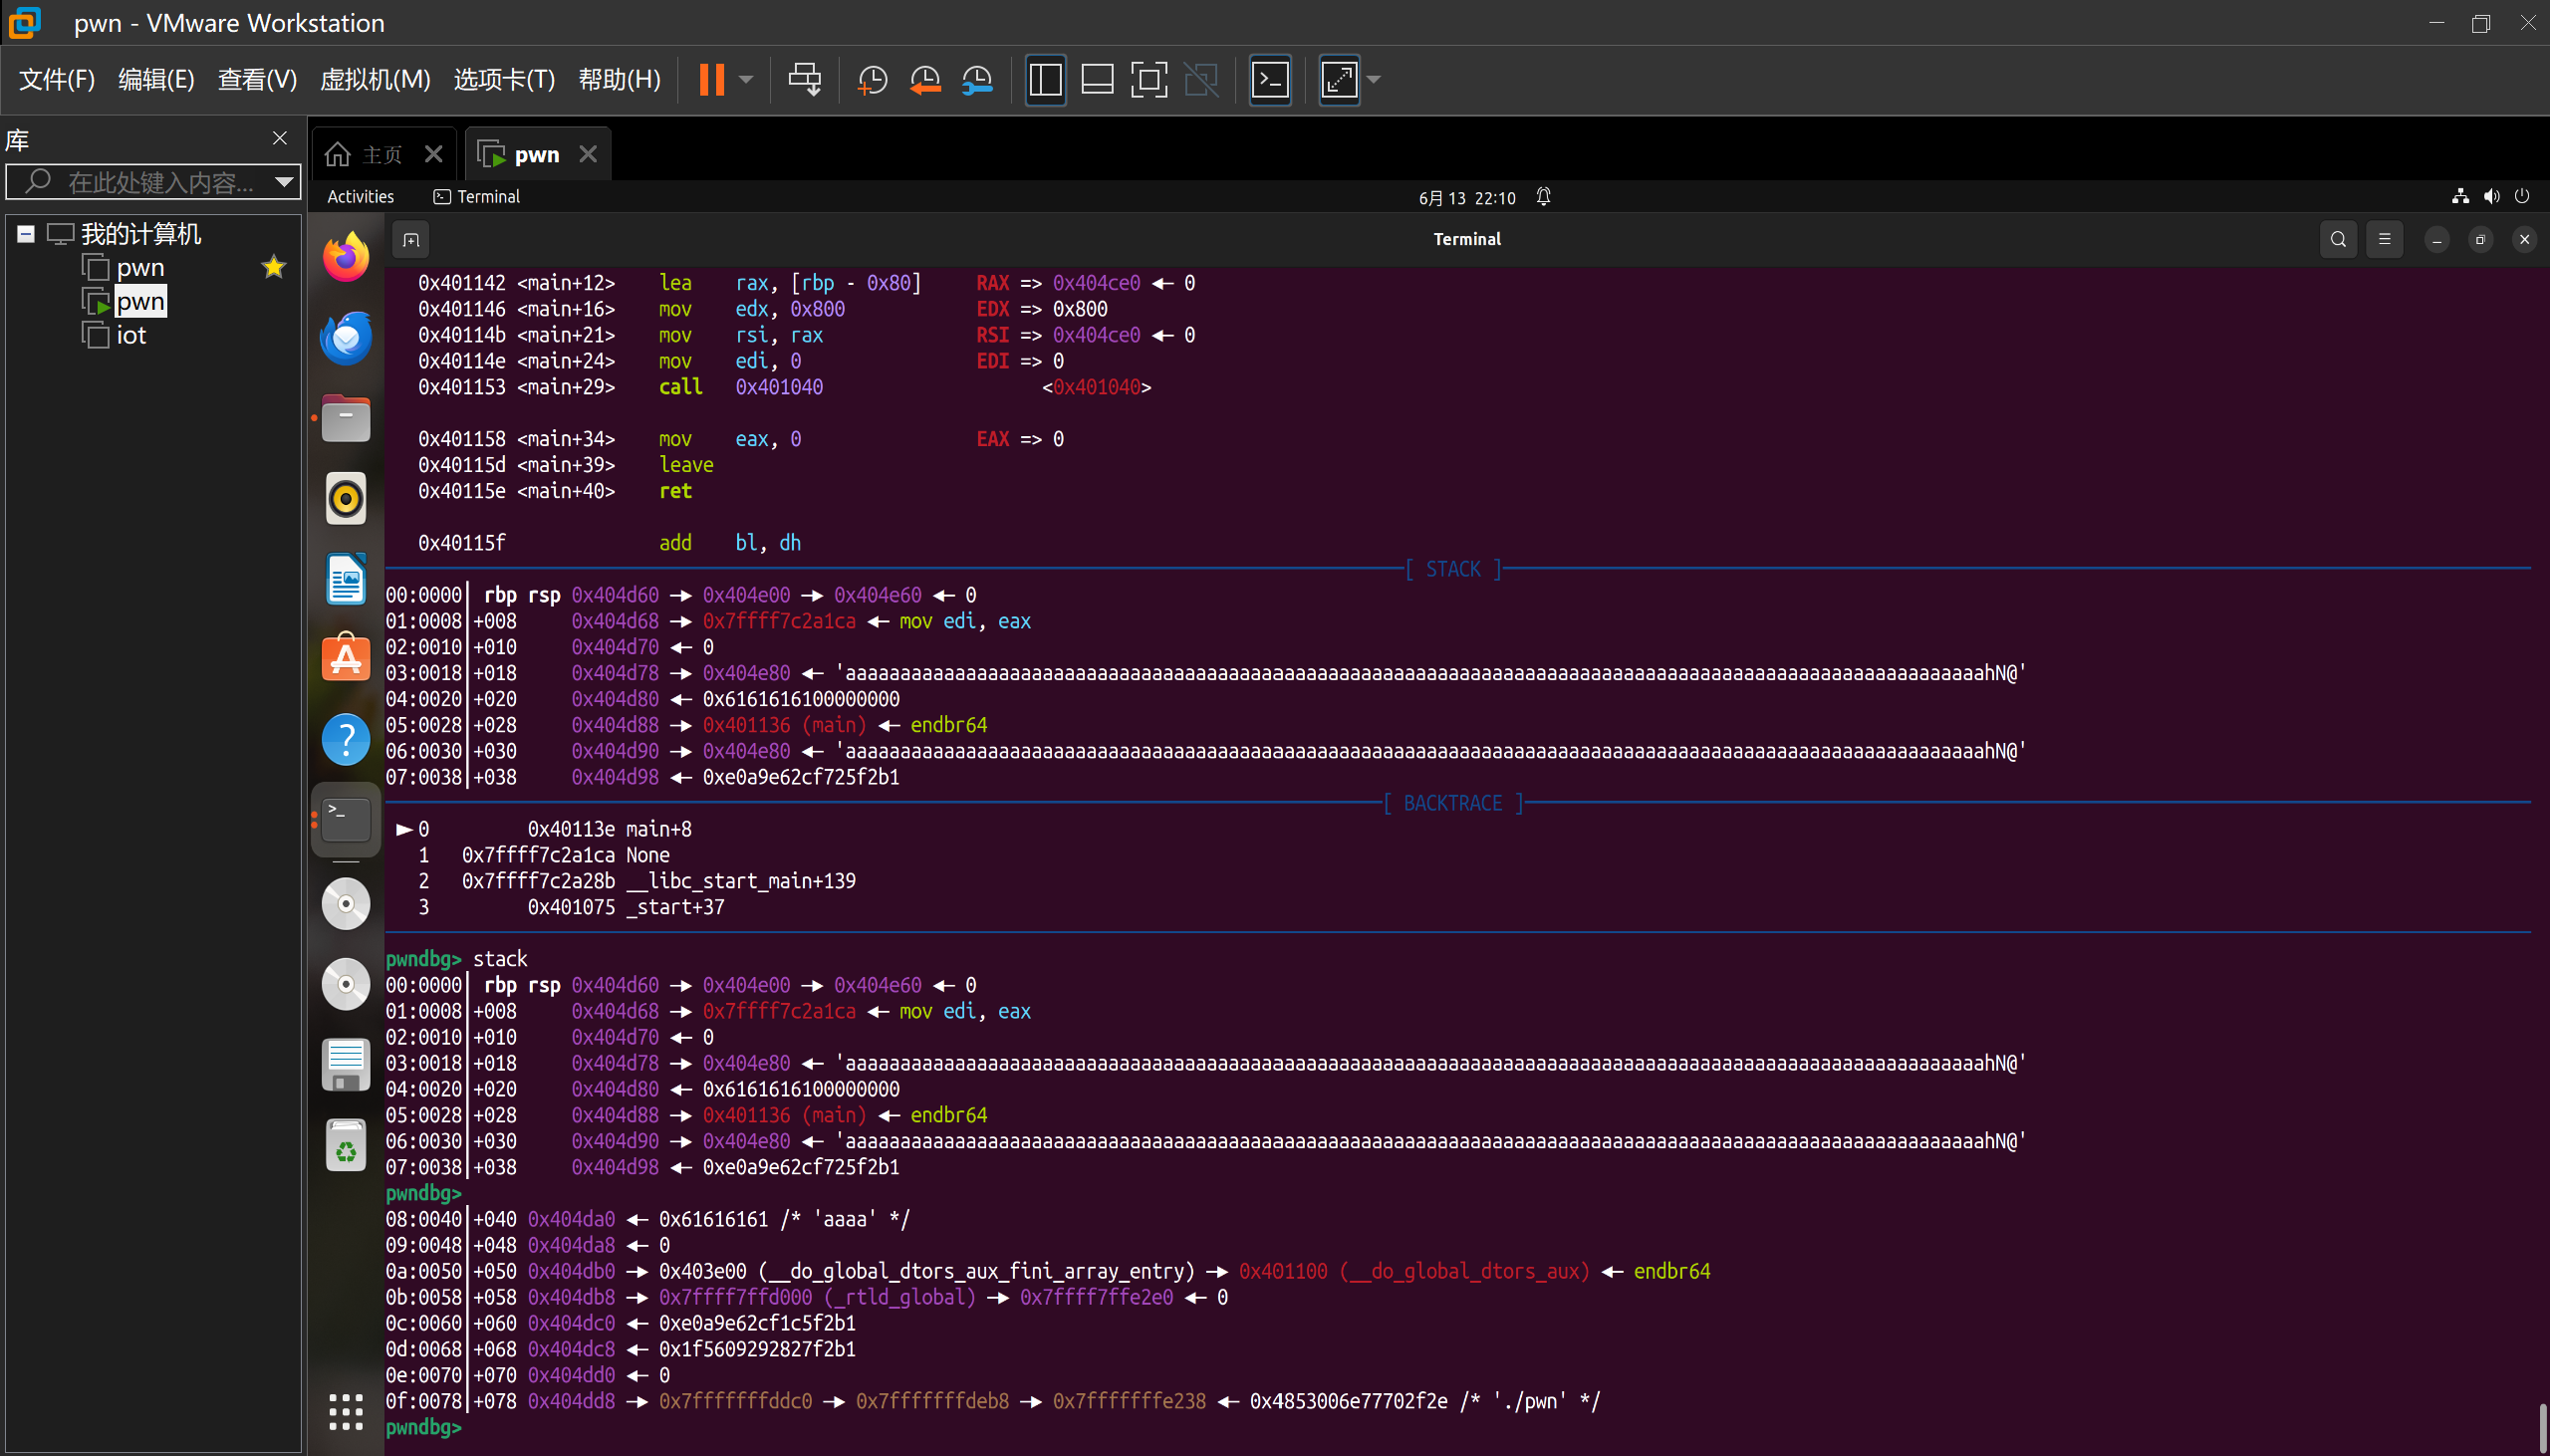 pwn - VMware Workstation
文件(F) 编辑(E) 查看(V) 虚拟机(M) 选项卡(T) 帮助(H)
库
在此处键入内容...
我的计算机
pwn
pwn
iot
主页
pwn
Activities Terminal 6月 13 22:10
Terminal
0x401142 <main+12> lea rax, [rbp - 0x80] RAX => 0x404ce0 ◂— 0
0x401146 <main+16> mov edx, 0x800 EDX => 0x800
0x40114b <main+21> mov rsi, rax RSI => 0x404ce0 ◂— 0
0x40114e <main+24> mov edi, 0 EDI => 0
0x401153 <main+29> call 0x401040 <0x401040>
0x401158 <main+34> mov eax, 0 EAX => 0
0x40115d <main+39> leave
0x40115e <main+40> ret
0x40115f add bl, dh
[ STACK ]
00:0000│ rbp rsp 0x404d60 —▸ 0x404e00 —▸ 0x404e60 ◂— 0
01:0008│+008 0x404d68 —▸ 0x7ffff7c2a1ca ◂— mov edi, eax
02:0010│+010 0x404d70 ◂— 0
03:0018│+018 0x404d78 —▸ 0x404e80 ◂— 'aaaaaaaaaaaaaaaaaaaaaaaaaaaaaaaaaaaaaaaaaaaaaaaaaaaaaaaaaaaaaaaaaaaaaaaaaaaaaaaaaaaaaaaaaaaaaaaaaaaaaaaahN@'
04:0020│+020 0x404d80 ◂— 0x6161616100000000
05:0028│+028 0x404d88 —▸ 0x401136 (main) ◂— endbr64
06:0030│+030 0x404d90 —▸ 0x404e80 ◂— 'aaaaaaaaaaaaaaaaaaaaaaaaaaaaaaaaaaaaaaaaaaaaaaaaaaaaaaaaaaaaaaaaaaaaaaaaaaaaaaaaaaaaaaaaaaaaaaaaaaaaaaaahN@'
07:0038│+038 0x404d98 ◂— 0xe0a9e62cf725f2b1
[ BACKTRACE ]
► 0 0x40113e main+8
1 0x7ffff7c2a1ca None
2 0x7ffff7c2a28b __libc_start_main+139
3 0x401075 _start+37
pwndbg> stack
00:0000│ rbp rsp 0x404d60 —▸ 0x404e00 —▸ 0x404e60 ◂— 0
01:0008│+008 0x404d68 —▸ 0x7ffff7c2a1ca ◂— mov edi, eax
02:0010│+010 0x404d70 ◂— 0
03:0018│+018 0x404d78 —▸ 0x404e80 ◂— 'aaaaaaaaaaaaaaaaaaaaaaaaaaaaaaaaaaaaaaaaaaaaaaaaaaaaaaaaaaaaaaaaaaaaaaaaaaaaaaaaaaaaaaaaaaaaaaaaaaaaaaaahN@'
04:0020│+020 0x404d80 ◂— 0x6161616100000000
05:0028│+028 0x404d88 —▸ 0x401136 (main) ◂— endbr64
06:0030│+030 0x404d90 —▸ 0x404e80 ◂— 'aaaaaaaaaaaaaaaaaaaaaaaaaaaaaaaaaaaaaaaaaaaaaaaaaaaaaaaaaaaaaaaaaaaaaaaaaaaaaaaaaaaaaaaaaaaaaaaaaaaaaaaahN@'
07:0038│+038 0x404d98 ◂— 0xe0a9e62cf725f2b1
pwndbg>
08:0040│+040 0x404da0 ◂— 0x61616161 /* 'aaaa' */
09:0048│+048 0x404da8 ◂— 0
0a:0050│+050 0x404db0 —▸ 0x403e00 (__do_global_dtors_aux_fini_array_entry) —▸ 0x401100 (__do_global_dtors_aux) ◂— endbr64
0b:0058│+058 0x404db8 —▸ 0x7ffff7ffd000 (_rtld_global) —▸ 0x7ffff7ffe2e0 ◂— 0
0c:0060│+060 0x404dc0 ◂— 0xe0a9e62cf1c5f2b1
0d:0068│+068 0x404dc8 ◂— 0x1f5609292827f2b1
0e:0070│+070 0x404dd0 ◂— 0
0f:0078│+078 0x404dd8 —▸ 0x7fffffffddc0 —▸ 0x7fffffffdeb8 —▸ 0x7fffffffe238 ◂— 0x4853006e77702f2e /* './pwn' */
pwndbg>